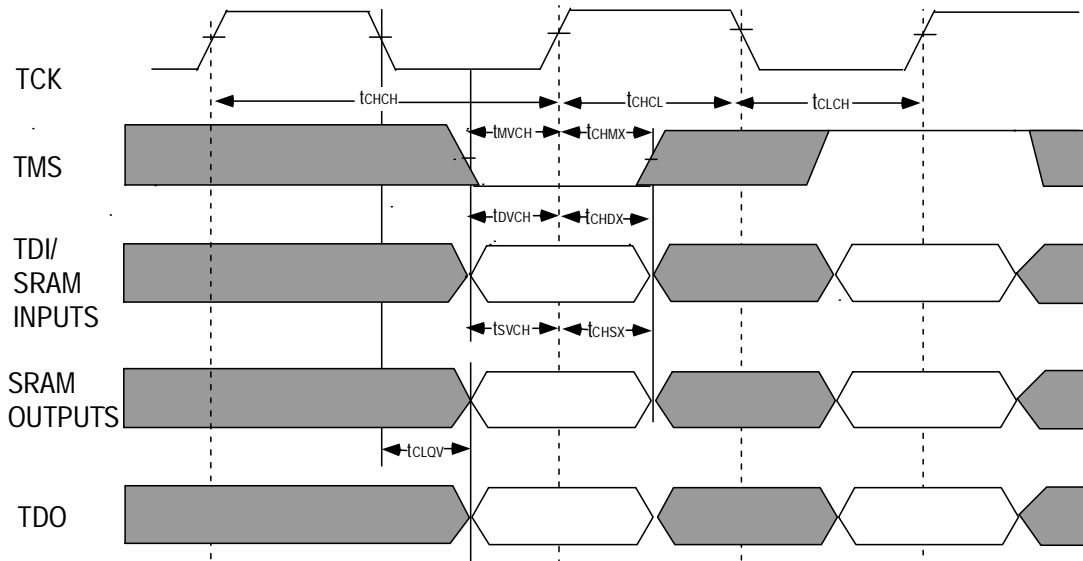 TCK
tCHCH
tCHCL
tCLCH
TMS
tMVCH
tCHMX
tDVCH
tCHDX
TDI/
SRAM
INPUTS
tSVCH
tCHSX
SRAM
OUTPUTS
tCLQV
TDO